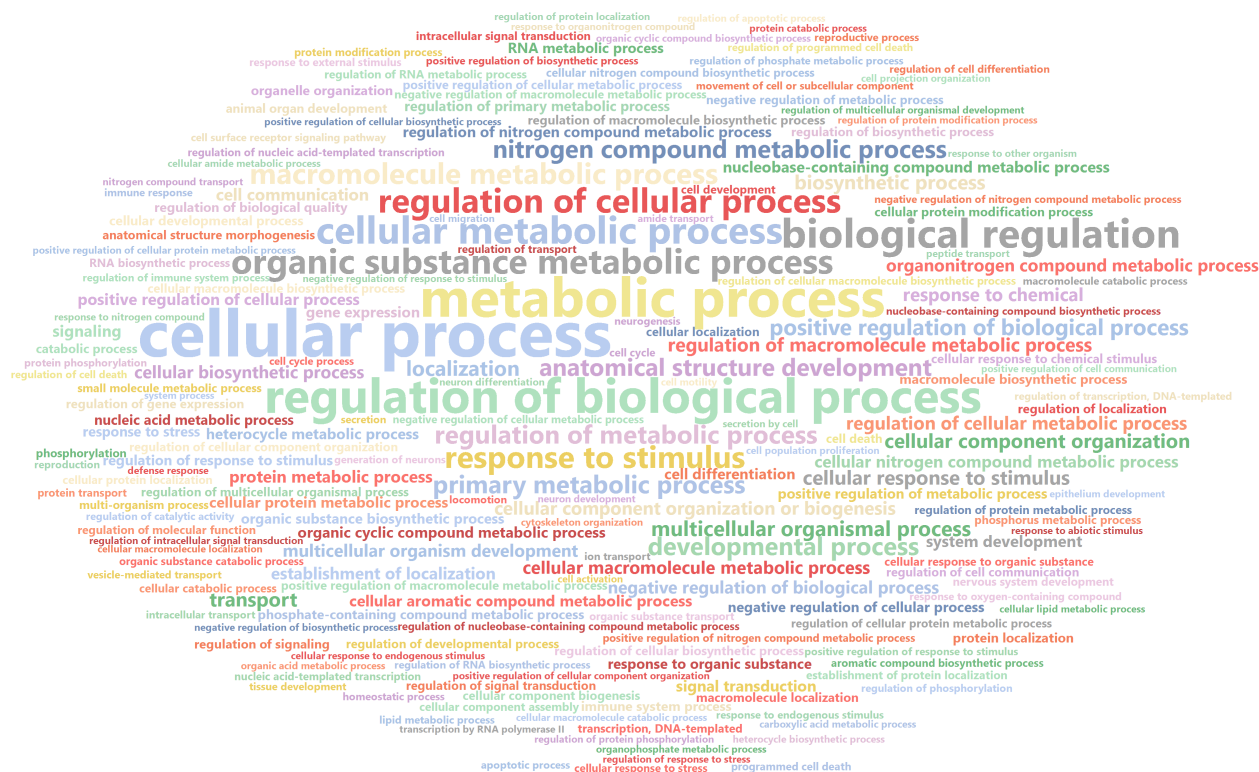 regulation of protein localization
regulation of apoptotic process
response to organonitrogen compound
protein catabolic process
intracellular signal transduction
organic cyclic compound biosynthetic process
reproductive process
RNA metabolic process
regulation of programmed cell death
protein modification process
response to external stimulus
positive regulation of biosynthetic process
regulation of phosphate metabolic process
regulation of cell differentiation
regulation of RNA metabolic process
cellular nitrogen compound biosynthetic process
cell projection organization
organelle organization
positive regulation of cellular metabolic process
movement of cell or subcellular component
negative regulation of macromolecule metabolic process
negative regulation of metabolic process
animal organ development
regulation of primary metabolic process
regulation of multicellular organismal development
positive regulation of cellular biosynthetic process
regulation of macromolecule biosynthetic process
regulation of protein modification process
cell surface receptor signaling pathway
regulation of nitrogen compound metabolic process
regulation of biosynthetic process
regulation of nucleic acid-templated transcription
nitrogen compound metabolic process
response to other organism
cellular amide metabolic process
macromolecule metabolic process
nucleobase-containing compound metabolic process
nitrogen compound transport
biosynthetic process
immune response
cell communication
cell development
regulation of cellular process
negative regulation of nitrogen compound metabolic process
regulation of biological quality
cellular protein modification process
cellular developmental process
cell migration
amide transport
anatomical structure morphogenesis
cellular metabolic process
biological regulation
positive regulation of cellular protein metabolic process
regulation of transport
peptide transport
RNA biosynthetic process
organic substance metabolic process
organonitrogen compound metabolic process
regulation of immune system process
negative regulation of response to stimulus
regulation of cellular macromolecule biosynthetic process
macromolecule catabolic process
cellular macromolecule biosynthetic process
positive regulation of cellular process
metabolic process
response to chemical
gene expression
nucleobase-containing compound biosynthetic process
response to nitrogen compound
neurogenesis
signaling
cellular process
cellular localization
positive regulation of biological process
catabolic process
cell cycle
regulation of macromolecule metabolic process
protein phosphorylation
cell cycle process
cellular response to chemical stimulus
regulation of cell death
cellular biosynthetic process
localization
anatomical structure development
positive regulation of cell communication
small molecule metabolic process
neuron differentiation
cell motility
macromolecule biosynthetic process
system process
regulation of gene expression
regulation of biological process
regulation of transcription, DNA-templated
regulation of localization
nucleic acid metabolic process
secretion
negative regulation of cellular metabolic process
secretion by cell
regulation of cellular metabolic process
response to stress
heterocycle metabolic process
regulation of metabolic process
cell death
cellular component organization
phosphorylation
regulation of cellular component organization
cell population proliferation
reproduction
regulation of response to stimulus
generation of neurons
response to stimulus
cellular nitrogen compound metabolic process
defense response
cellular protein localization
protein metabolic process
cell differentiation
cellular response to stimulus
protein transport
regulation of multicellular organismal process
primary metabolic process
positive regulation of metabolic process
epithelium development
multi-organism process
cellular protein metabolic process
locomotion
neuron development
cellular component organization or biogenesis
regulation of protein metabolic process
regulation of catalytic activity
organic substance biosynthetic process
cytoskeleton organization
phosphorus metabolic process
regulation of molecular function
organic cyclic compound metabolic process
multicellular organismal process
response to abiotic stimulus
regulation of intracellular signal transduction
system development
cellular macromolecule localization
multicellular organism development
ion transport
developmental process
organic substance catabolic process
cellular macromolecule metabolic process
cellular response to organic substance
vesicle-mediated transport
establishment of localization
cell activation
regulation of cell communication
cellular catabolic process
positive regulation of macromolecule metabolic process
negative regulation of biological process
nervous system development
transport
cellular aromatic compound metabolic process
response to oxygen-containing compound
negative regulation of cellular process
cellular lipid metabolic process
intracellular transport
phosphate-containing compound metabolic process
organic substance transport
negative regulation of biosynthetic process
regulation of nucleobase-containing compound metabolic process
regulation of cellular protein metabolic process
positive regulation of nitrogen compound metabolic process
protein localization
regulation of signaling
regulation of developmental process
regulation of cellular biosynthetic process
positive regulation of response to stimulus
cellular response to endogenous stimulus
organic acid metabolic process
regulation of RNA biosynthetic process
response to organic substance
aromatic compound biosynthetic process
nucleic acid-templated transcription
positive regulation of cellular component organization
establishment of protein localization
tissue development
regulation of signal transduction
signal transduction
regulation of phosphorylation
homeostatic process
cellular component biogenesis
macromolecule localization
cellular component assembly
immune system process
lipid metabolic process
cellular macromolecule catabolic process
response to endogenous stimulus
transcription by RNA polymerase II
transcription, DNA-templated
carboxylic acid metabolic process
regulation of protein phosphorylation
heterocycle biosynthetic process
organophosphate metabolic process
regulation of response to stress
apoptotic process
cellular response to stress
programmed cell death